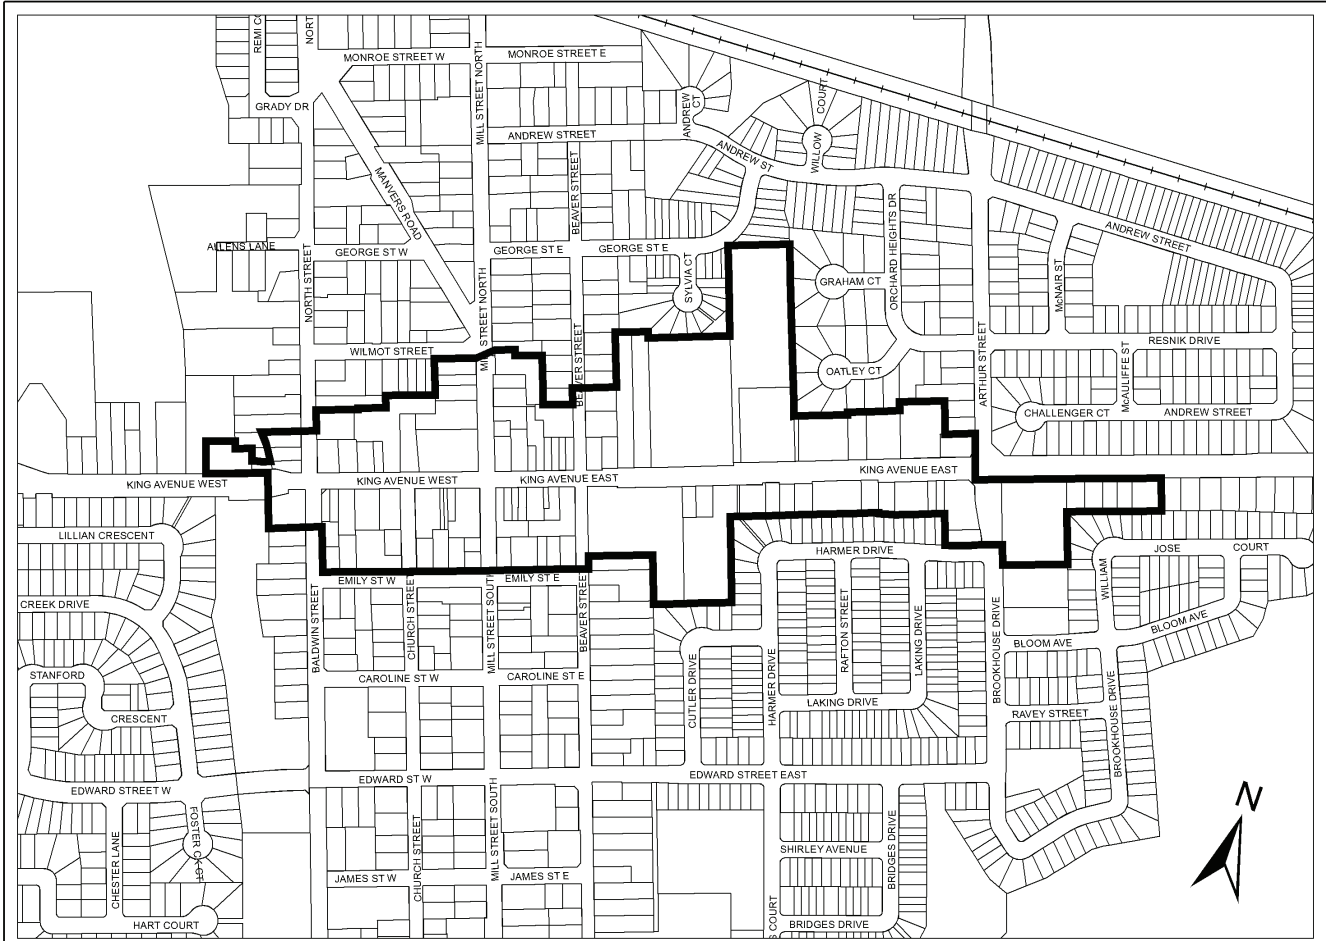 REMI C
NORT
MONROE STREET W
MONROE STREET E
MILL STREET NORTH
GRADY DR
ANDREW STREET
ANDREW CT
WILLOW COURT
ANDREW ST
MANVERS ROAD
BEAVER STREET
ORCHARD HEIGHTS DR
ANDREW STREET
ALLENS LANE
GEORGE ST W
GEORGE ST E
GEORGE ST E
NORTH STREET
SYLVIA CT
GRAHAM CT
McNAIR ST
STREET NORTH
WILMOT STREET
BEAVER STREET
ARTHUR STREET
RESNIK DRIVE
OATLEY CT
McAULIFFE ST
CHALLENGER CT
ANDREW STREET
KING AVENUE WEST
KING AVENUE WEST
KING AVENUE EAST
KING AVENUE EAST
LILLIAN CRESCENT
HARMER DRIVE
JOSE COURT
EMILY ST W
EMILY ST E
WILLIAM
CREEK DRIVE
BALDWIN STREET
CHURCH STREET
MILL STREET SOUTH
BEAVER STREET
RAFTON STREET
LAKING DRIVE
BROOKHOUSE DRIVE
BLOOM AVE
BLOOM AVE
STANFORD
CRESCENT
CAROLINE ST W
CAROLINE ST E
CUTLER DRIVE
HARMER DRIVE
LAKING DRIVE
RAVEY STREET
BROOKHOUSE DRIVE
EDWARD STREET W
EDWARD ST W
EDWARD STREET EAST
MILL STREET SOUTH
CHESTER LANE
FOSTER CK CT
CHURCH STREET
SHIRLEY AVENUE
BRIDGES DRIVE
JAMES ST W
JAMES ST E
HART COURT
S COURT
BRIDGES DRIVE
N